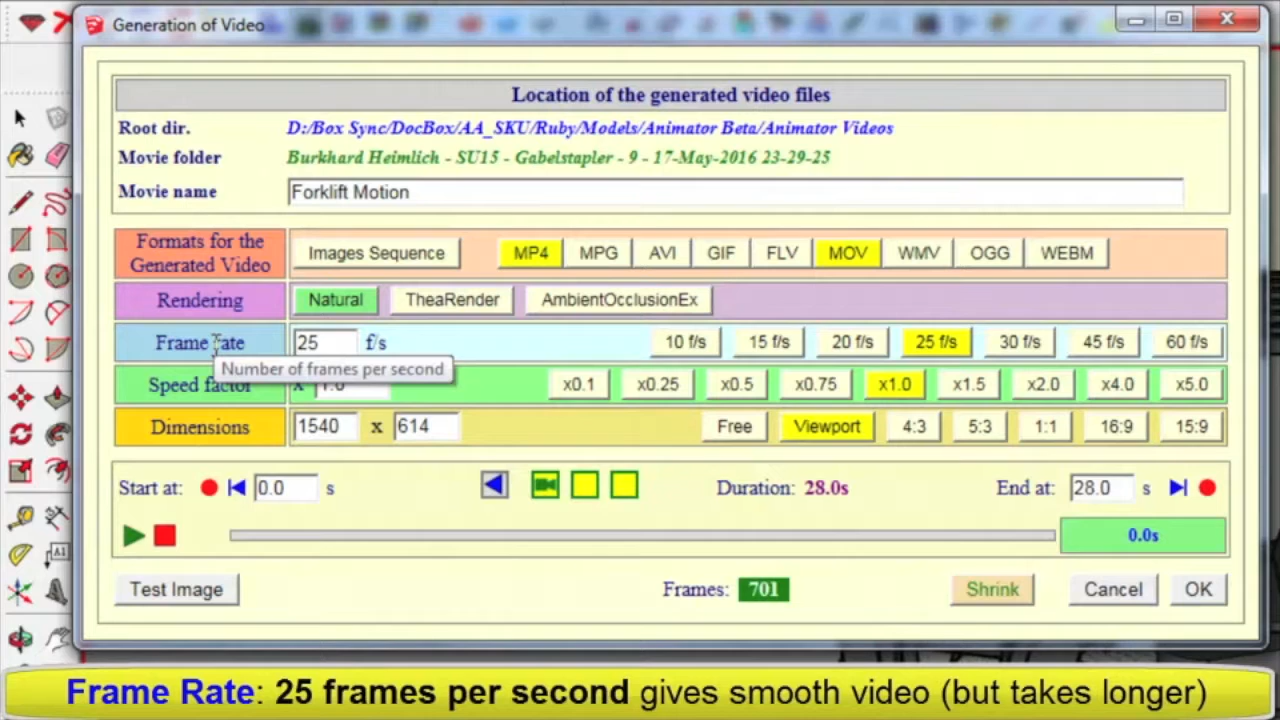 Generation of Video
Location of the generated video files
Root dir. D:/Box Sync/DocBox/AA_SKU/Ruby/Models/Animator Beta/Animator Videos
Movie folder Burkhard Heimlich - SU15 - Gabelstapler - 9 - 17-May-2016 23-29-25
Movie name Forklift Motion
Formats for the
Generated Video
Images Sequence MP4 MPG AVI GIF FLV MOV WMV OGG WEBM
Rendering Natural TheaRender AmbientOcclusionEx
Frame rate 25 f/s 10 f/s 15 f/s 20 f/s 25 f/s 30 f/s 45 f/s 60 f/s
Number of frames per second
Speed factor x 1.0 x0.1 x0.25 x0.5 x0.75 x1.0 x1.5 x2.0 x4.0 x5.0
Dimensions 1540 x 614 Free Viewport 4:3 5:3 1:1 16:9 15:9
Start at: 0.0 s Duration: 28.0s End at: 28.0 s
0.0s
Test Image Frames: 701 Shrink Cancel OK
A1
Frame Rate: 25 frames per second gives smooth video (but takes longer)